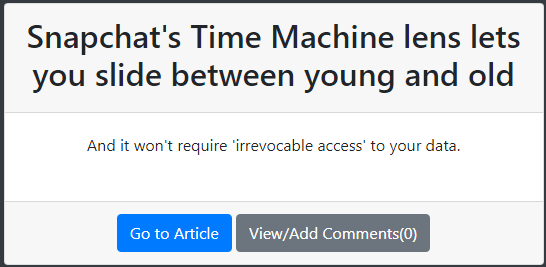 Snapchat's Time Machine lens lets
you slide between young and old
And it won't require 'irrevocable access' to your data.
Go to Article
View/Add Comments(0)